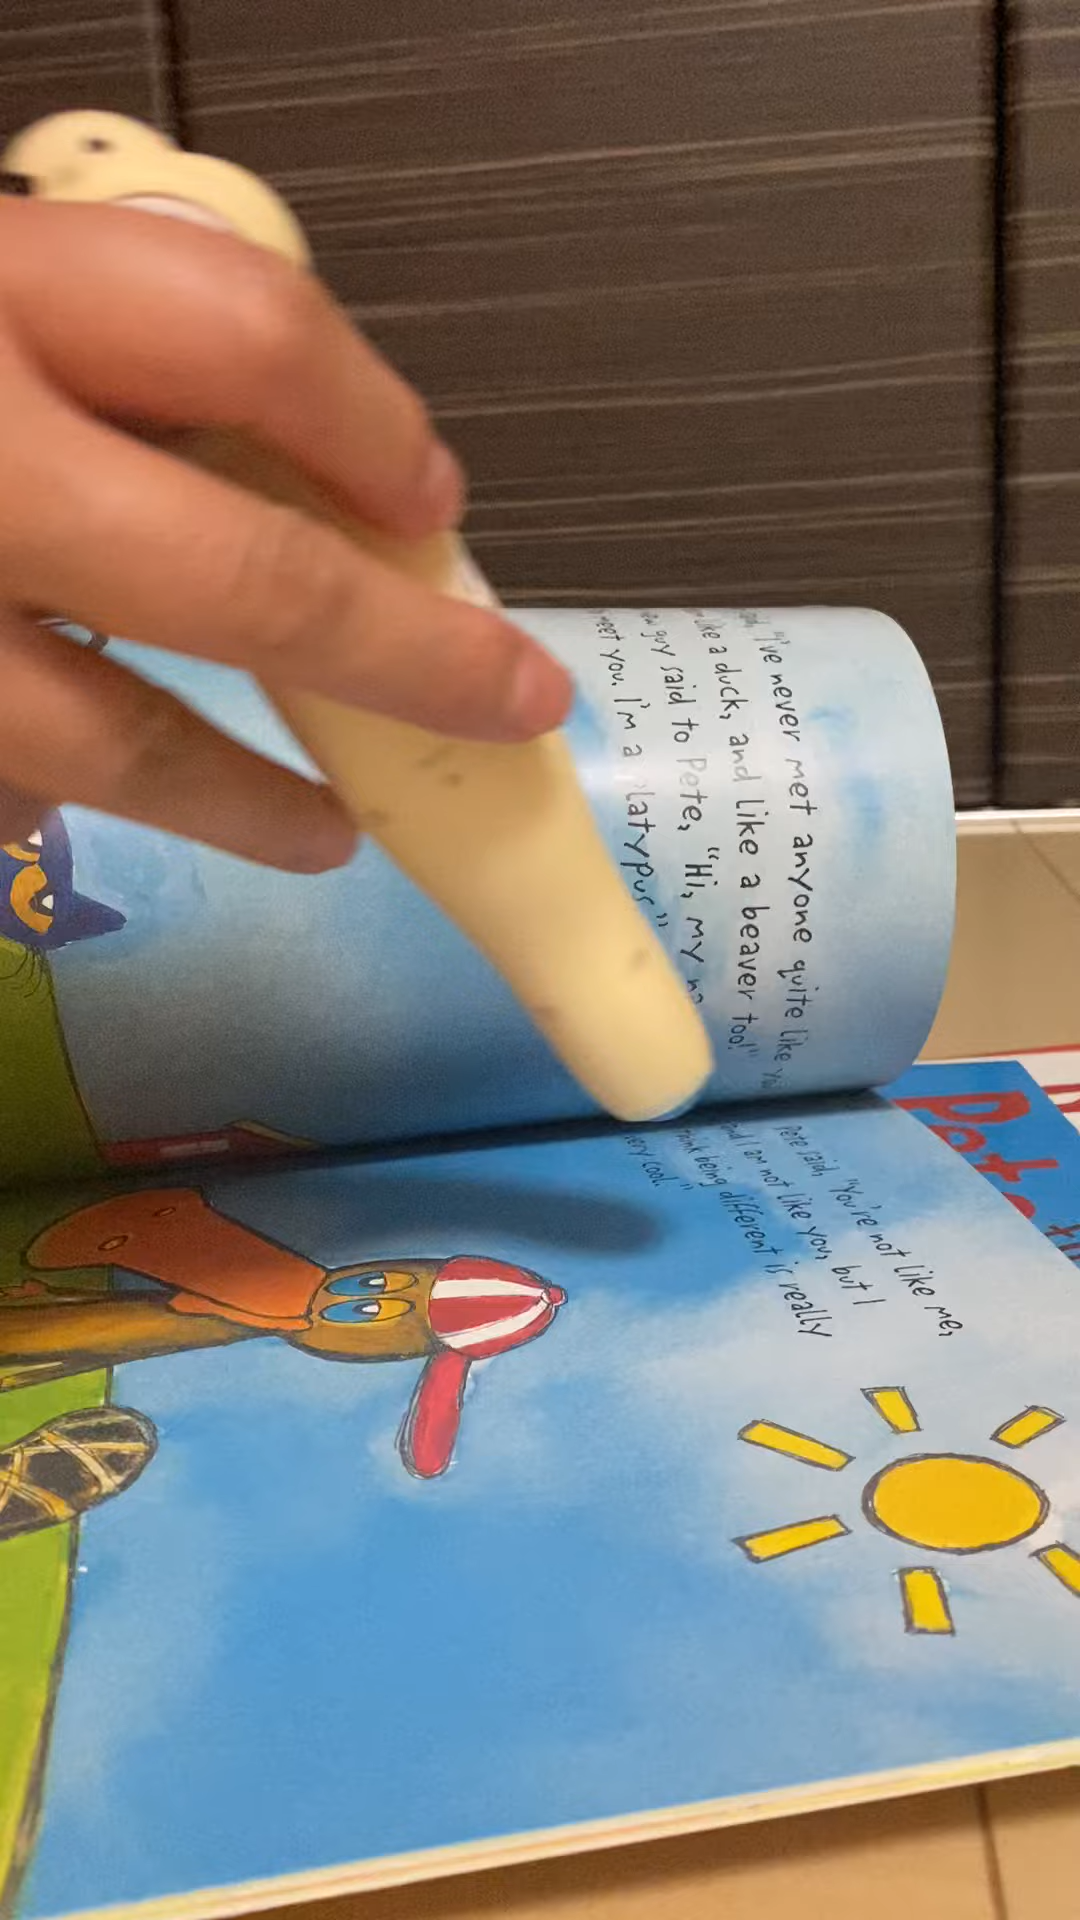 "I've never met anyone quite like
like a duck, and like a beaver too!"
guy said to Pete, "Hi, my
meet you. I'm a platypus."
Pete said, "You're not like me,
and I am not like you, but I
think being different is really
very cool."
Pete